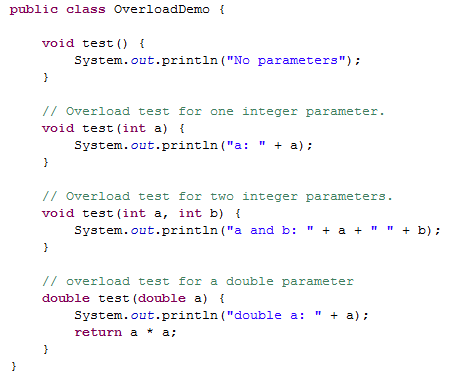 public class OverloadDemo {
    void test() {
        System.out.println("No parameters");
    }
    // Overload test for one integer parameter.
    void test(int a) {
        System.out.println("a: " + a);
    }
    // Overload test for two integer parameters.
    void test(int a, int b) {
        System.out.println("a and b: " + a + " " + b);
    }
    // overload test for a double parameter
    double test(double a) {
        System.out.println("double a: " + a);
        return a * a;
    }
}